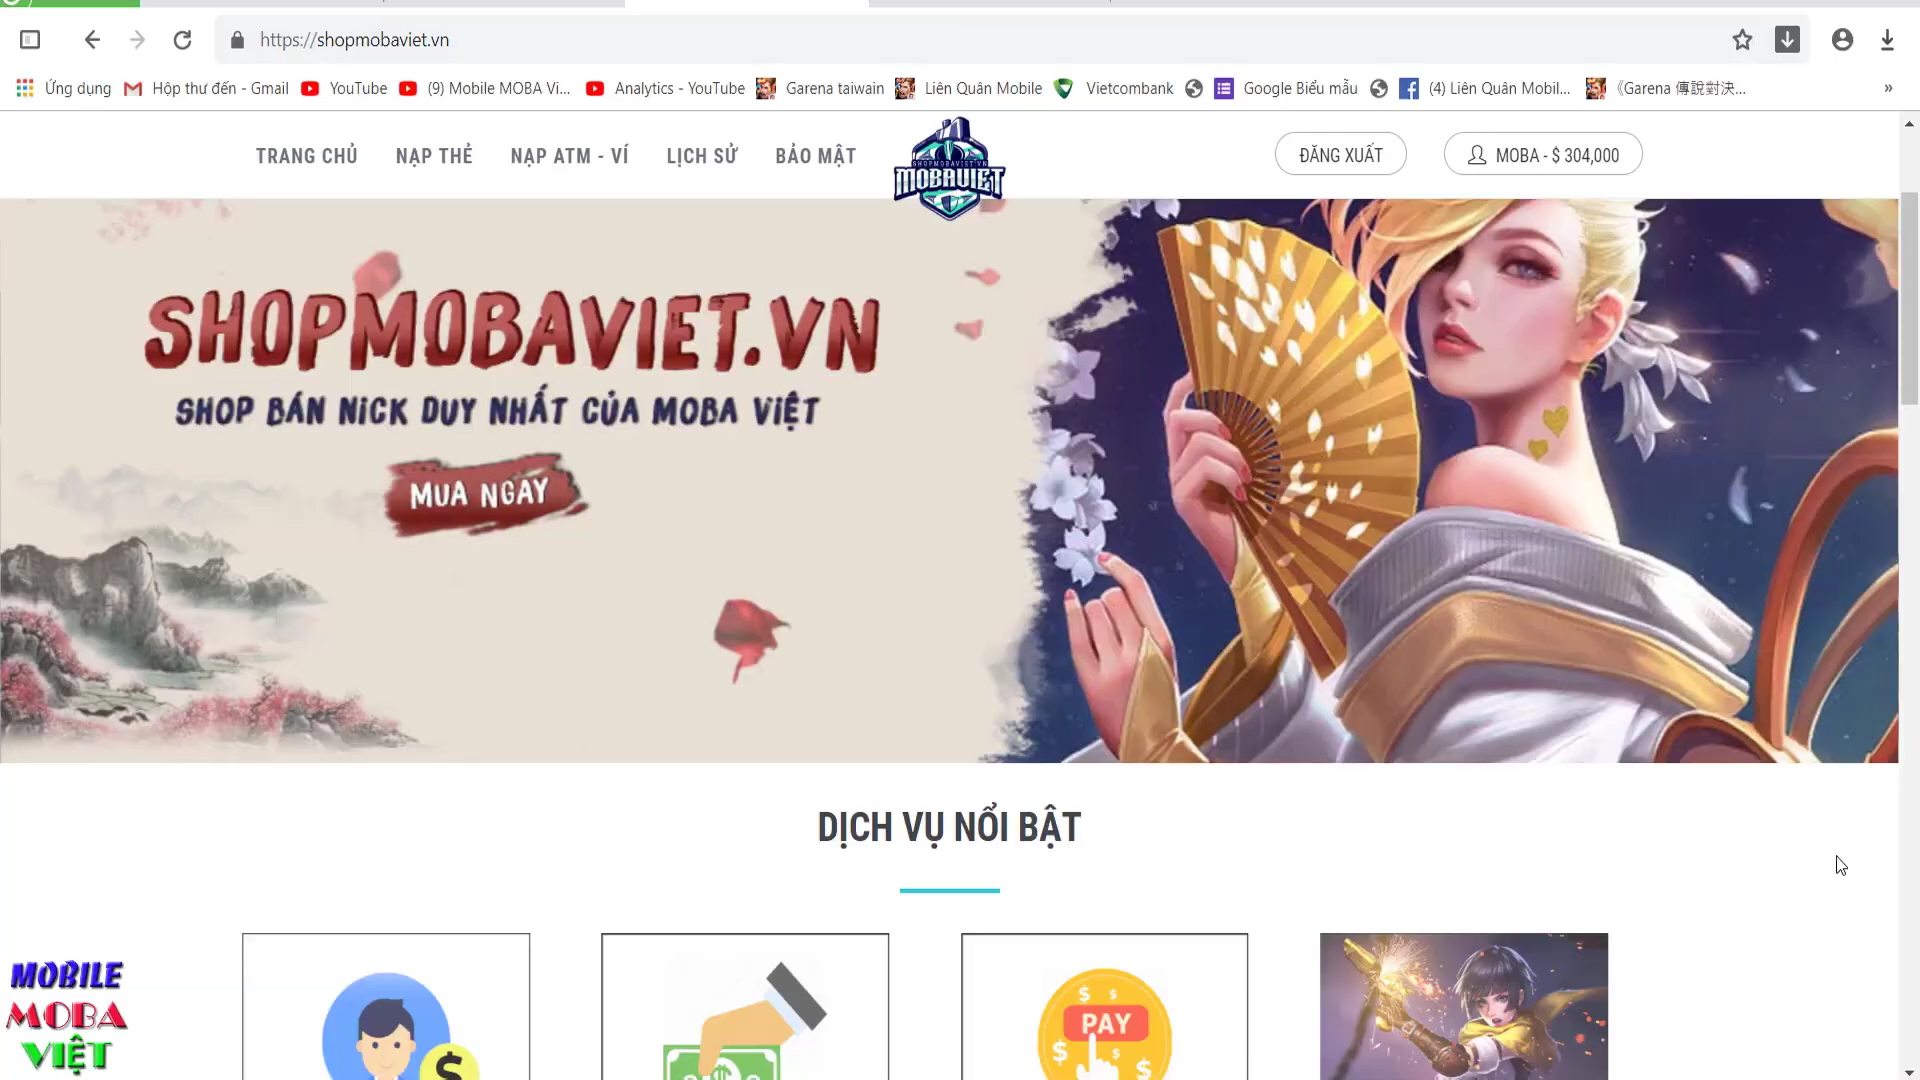 https://shopmobaviet.vn
Ứng dụng
Hộp thư đến - Gmail
YouTube
(9) Mobile MOBA Vi...
Analytics - YouTube
Garena taiwain
Liên Quân Mobile
Vietcombank
Google Biểu mẫu
(4) Liên Quân Mobil...
《Garena 傳說對決...
»
TRANG CHỦ
NẠP THẺ
NẠP ATM - VÍ
LỊCH SỬ
BẢO MẬT
SHOPMOBAVIET.VN
MOBAVIET
ĐĂNG XUẤT
MOBA - $ 304,000
SHOPMOBAVIET.VN
SHOP BÁN NICK DUY NHẤT CỦA MOBA VIỆT
MUA NGAY
DỊCH VỤ NỔI BẬT
MOBILE
MOBA
VIỆT
$
$ $
PAY
$ $ $